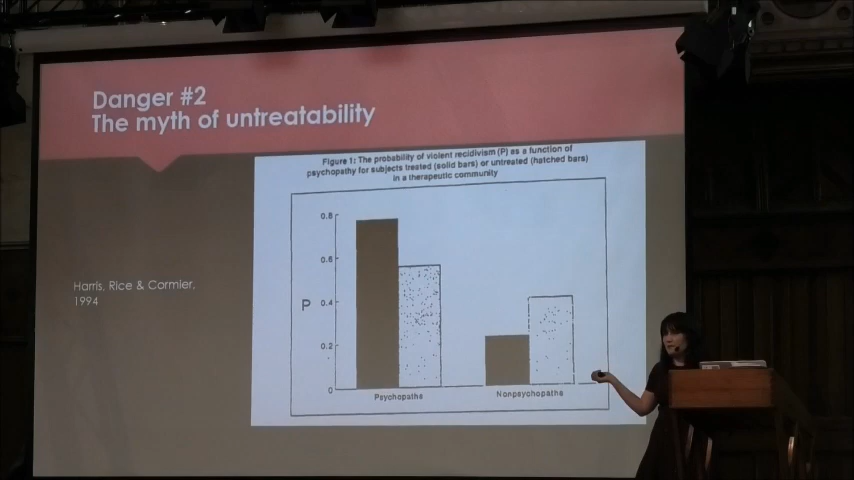 Danger #2
The myth of untreatability
Figure 1: The probability of violent recidivism (P) as a function of
psychopathy for subjects treated (solid bars) or untreated (hatched bars)
in a therapeutic community
Harris, Rice & Cormier,
1994
P
0.8
0.6
0.4
0.2
0
Psychopaths
Nonpsychopaths